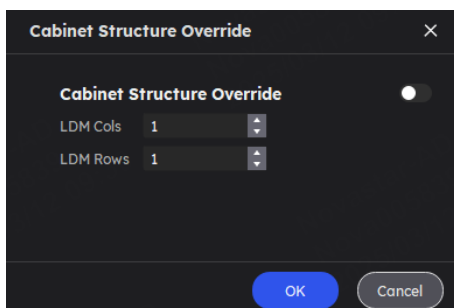 Cabinet Structure Override
Cabinet Structure Override
LDM Cols 1
LDM Rows 1
OK Cancel